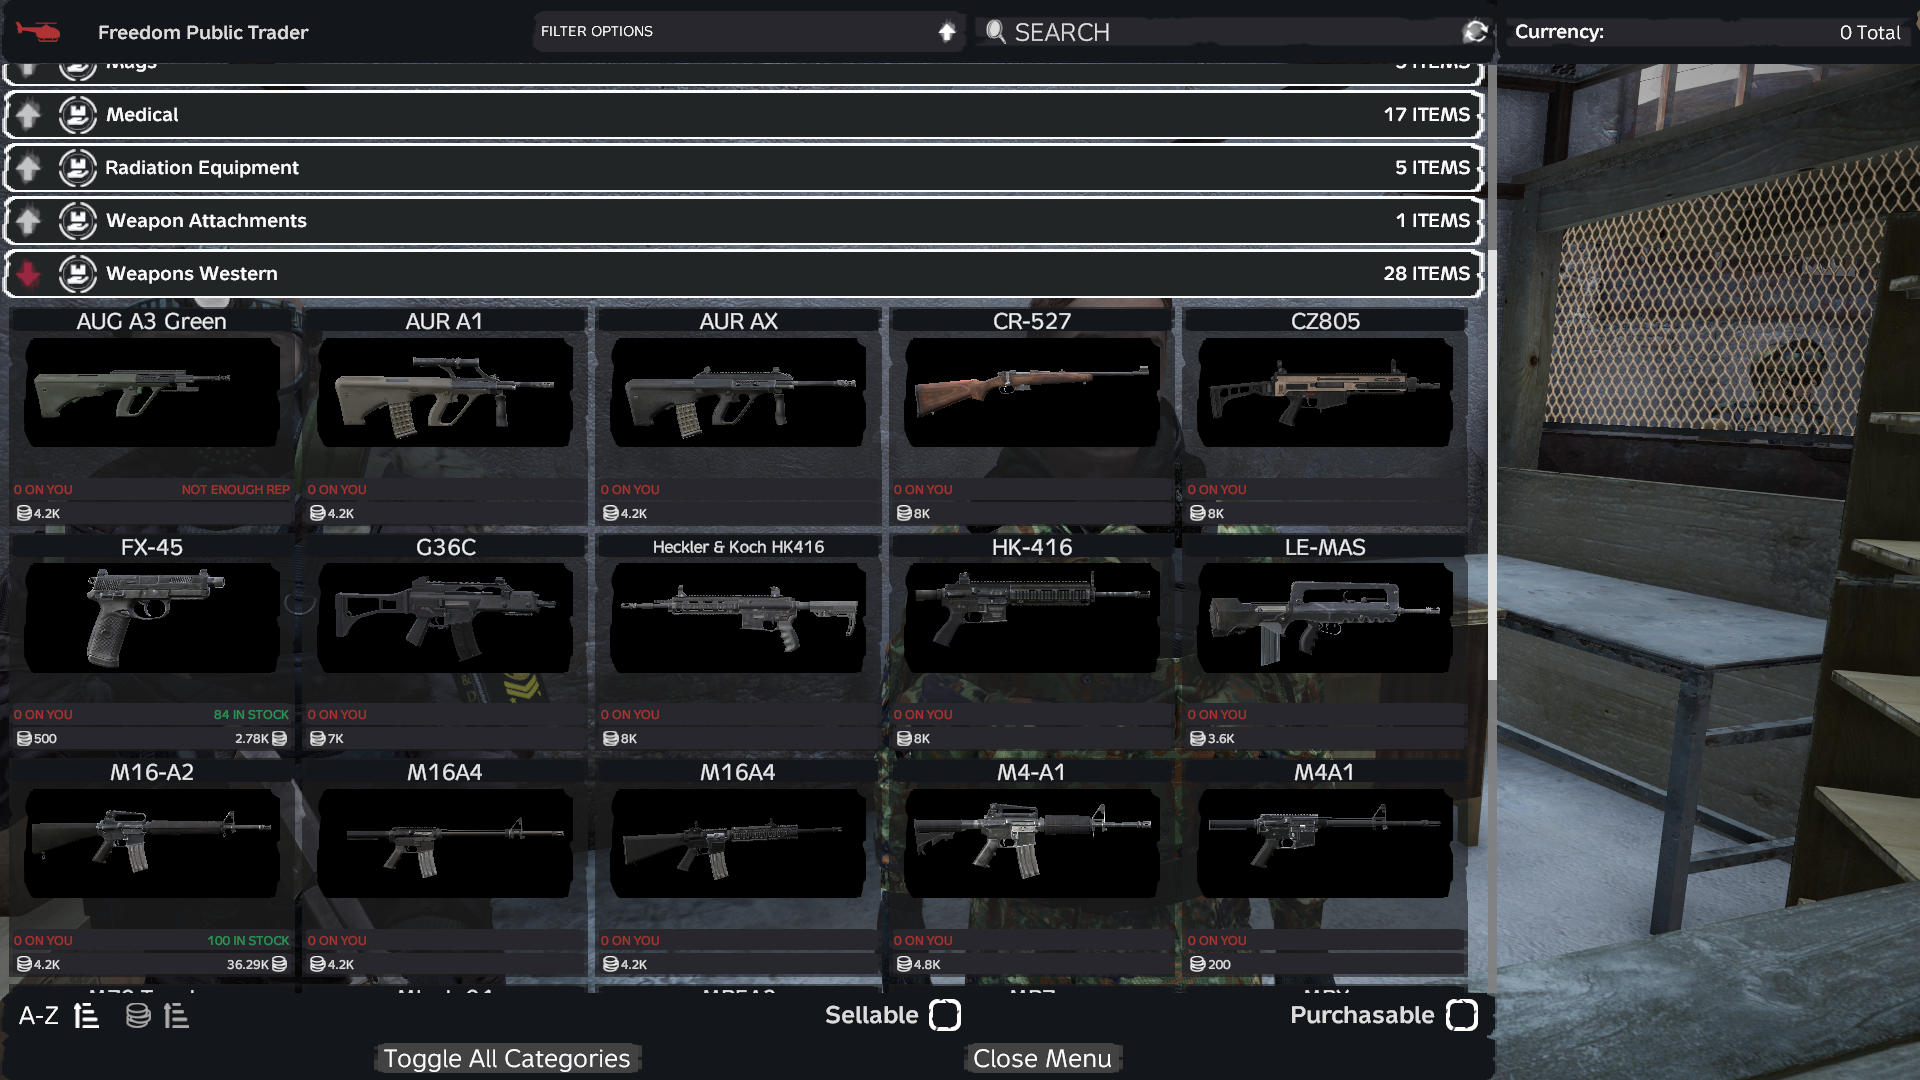 Freedom Public Trader
FILTER OPTIONS
SEARCH
Currency:
0 Total
Mags
5 ITEMS
Medical
17 ITEMS
Radiation Equipment
5 ITEMS
Weapon Attachments
1 ITEMS
Weapons Western
28 ITEMS
AUG A3 Green
AUR A1
AUR AX
CR-527
CZ805
0 ON YOU
NOT ENOUGH REP
0 ON YOU
0 ON YOU
0 ON YOU
0 ON YOU
4.2K
4.2K
4.2K
8K
8K
FX-45
G36C
Heckler & Koch HK416
HK-416
LE-MAS
0 ON YOU
84 IN STOCK
0 ON YOU
0 ON YOU
0 ON YOU
0 ON YOU
500
2.78K
7K
8K
8K
3.6K
M16-A2
M16A4
M16A4
M4-A1
M4A1
0 ON YOU
100 IN STOCK
0 ON YOU
0 ON YOU
0 ON YOU
0 ON YOU
4.2K
36.29K
4.2K
4.2K
4.8K
200
A-Z
Sellable
Purchasable
Toggle All Categories
Close Menu